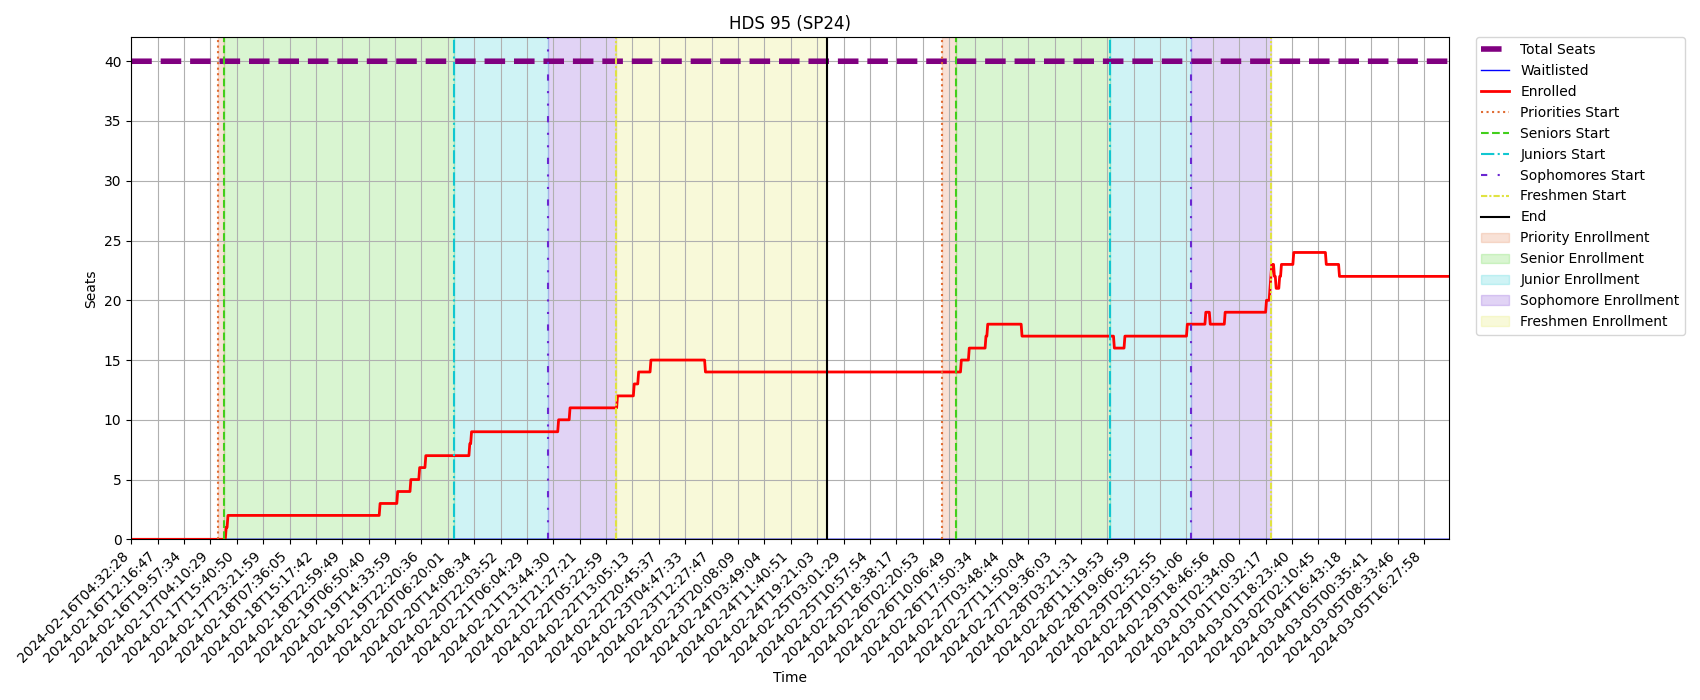 HDS 95 (SP24)
Seats
40
35
30
25
20
15
10
5
0
2024-02-16T04:32:28
2024-02-16T12:16:47
2024-02-16T19:57:34
2024-02-17T04:10:29
2024-02-17T15:40:50
2024-02-17T23:21:59
2024-02-18T07:36:05
2024-02-18T15:17:42
2024-02-18T22:59:49
2024-02-19T06:50:40
2024-02-19T14:33:59
2024-02-19T22:20:36
2024-02-20T06:20:01
2024-02-20T14:08:34
2024-02-20T22:03:52
2024-02-21T06:04:29
2024-02-21T13:44:30
2024-02-21T21:27:21
2024-02-22T05:22:59
2024-02-22T13:05:13
2024-02-22T20:45:37
2024-02-23T04:47:33
2024-02-23T12:27:47
2024-02-23T20:08:09
2024-02-24T03:49:04
2024-02-24T11:40:51
2024-02-24T19:21:03
2024-02-25T03:01:29
2024-02-25T10:57:54
2024-02-25T18:38:17
2024-02-26T02:20:53
2024-02-26T10:06:49
2024-02-26T17:50:34
2024-02-27T03:48:44
2024-02-27T11:50:04
2024-02-27T19:36:03
2024-02-28T03:21:31
2024-02-28T11:19:53
2024-02-28T19:06:59
2024-02-29T02:52:55
2024-02-29T10:51:06
2024-02-29T18:46:56
2024-03-01T02:34:00
2024-03-01T10:32:17
2024-03-01T18:23:40
2024-03-02T02:10:45
2024-03-04T16:43:18
2024-03-05T00:35:41
2024-03-05T08:33:46
2024-03-05T16:27:58
Time
Total Seats
Waitlisted
Enrolled
Priorities Start
Seniors Start
Juniors Start
Sophomores Start
Freshmen Start
End
Priority Enrollment
Senior Enrollment
Junior Enrollment
Sophomore Enrollment
Freshmen Enrollment